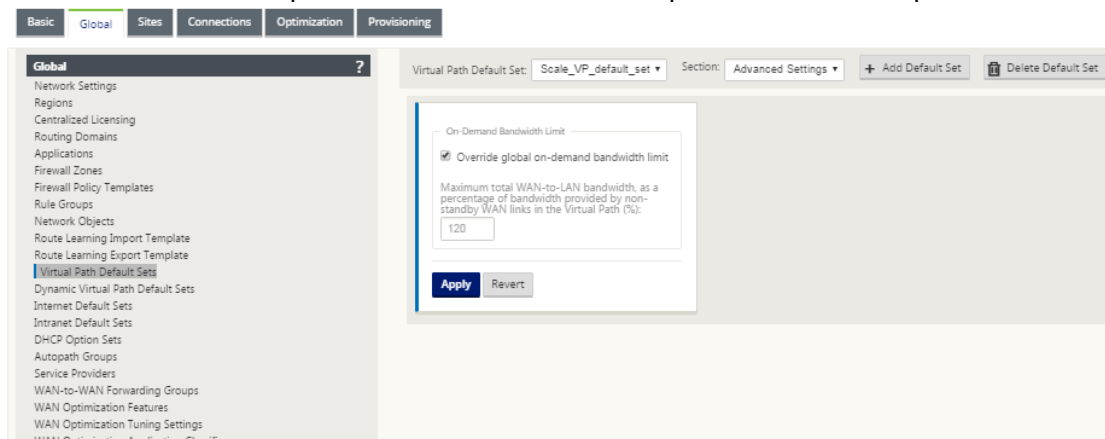 Basic Global Sites Connections Optimization Provisioning
Global ?
Network Settings
Regions
Centralized Licensing
Routing Domains
Applications
Firewall Zones
Firewall Policy Templates
Rule Groups
Network Objects
Route Learning Import Template
Route Learning Export Template
Virtual Path Default Sets
Dynamic Virtual Path Default Sets
Internet Default Sets
Intranet Default Sets
DHCP Option Sets
Autopath Groups
Service Providers
WAN-to-WAN Forwarding Groups
WAN Optimization Features
WAN Optimization Tuning Settings
Virtual Path Default Set: Scale_VP_default_set Section: Advanced Settings + Add Default Set Delete Default Set
On-Demand Bandwidth Limit
Override global on-demand bandwidth limit
Maximum total WAN-to-LAN bandwidth, as a
percentage of bandwidth provided by non-
standby WAN links in the Virtual Path (%):
120
Apply Revert